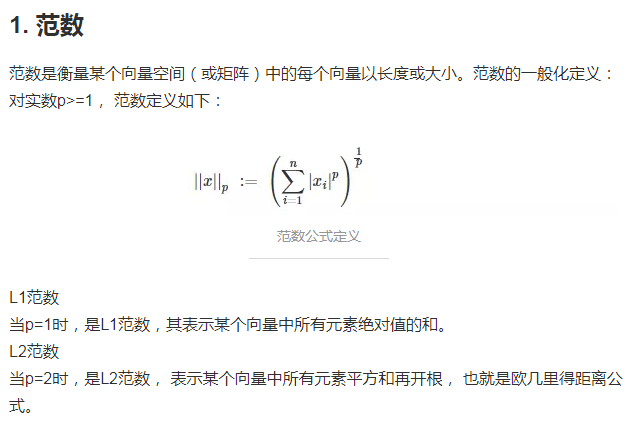 1. 范数
范数是衡量某个向量空间（或矩阵）中的每个向量以长度或大小。范数的一般化定义：
对实数p>=1， 范数定义如下：
||x||_p := (∑_{i=1}^{n} |x_i|^p)^{1/p}
范数公式定义
L1范数
当p=1时，是L1范数，其表示某个向量中所有元素绝对值的和。
L2范数
当p=2时，是L2范数， 表示某个向量中所有元素平方和再开根， 也就是欧几里得距离公
式。